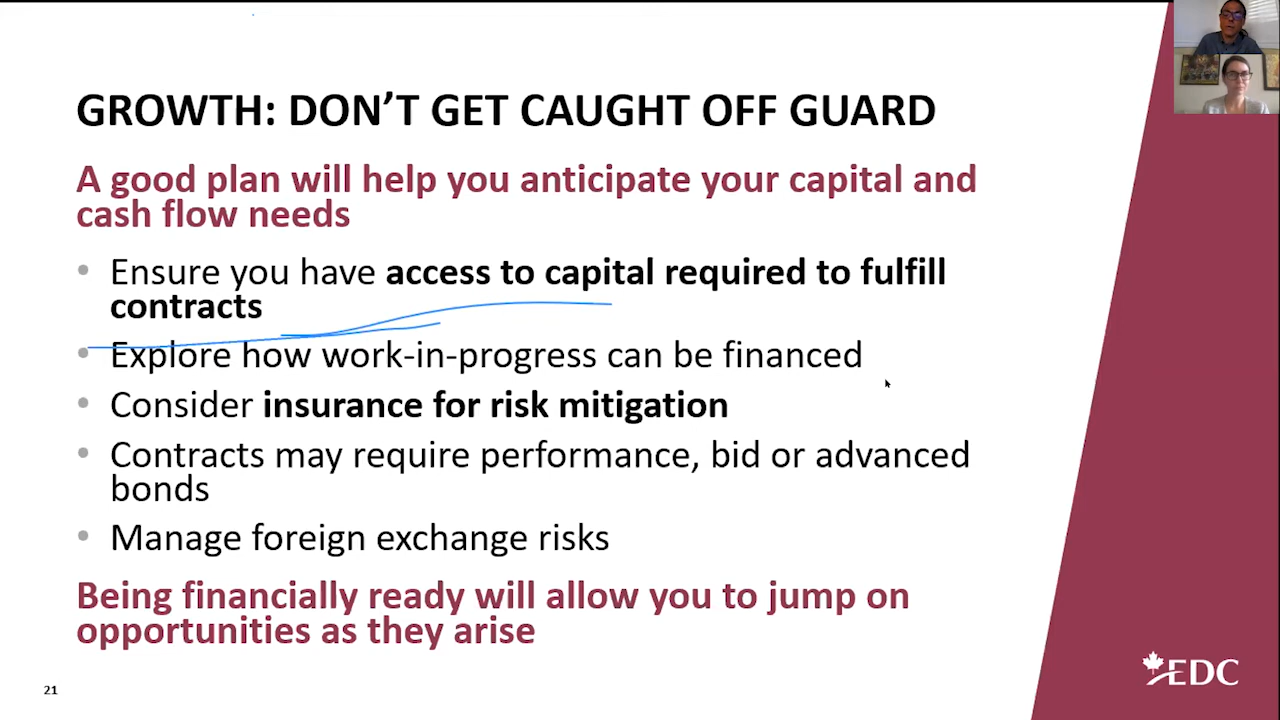 GROWTH: DON'T GET CAUGHT OFF GUARD
A good plan will help you anticipate your capital and
cash flow needs
• Ensure you have access to capital required to fulfill
contracts
• Explore how work-in-progress can be financed
• Consider insurance for risk mitigation
• Contracts may require performance, bid or advanced
bonds
• Manage foreign exchange risks
Being financially ready will allow you to jump on
opportunities as they arise
21
EDC